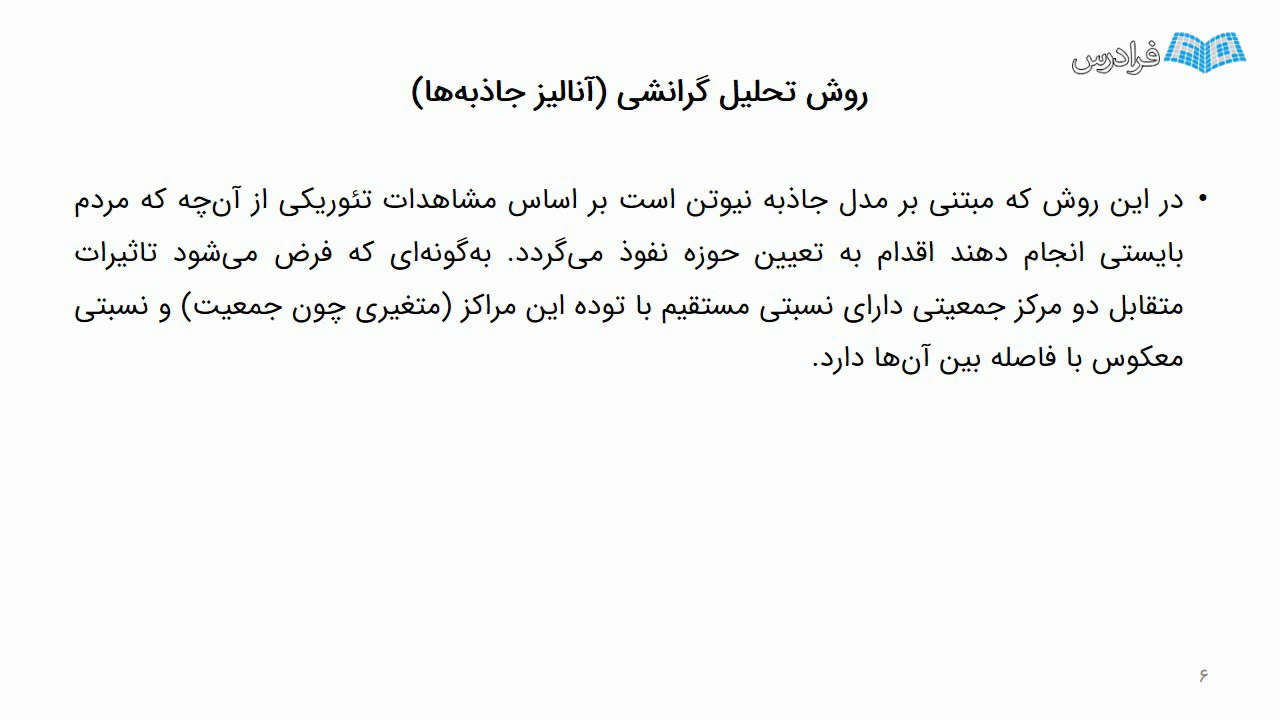 فرادرس
روش تحلیل گرانشی (آنالیز جاذبه‌ها)
• در این روش که مبتنی بر مدل جاذبه نیوتن است بر اساس مشاهدات تئوریکی از آن‌چه که مردم
بایستی انجام دهند اقدام به تعیین حوزه نفوذ می‌گردد. به‌گونه‌ای که فرض می‌شود تاثیرات
متقابل دو مرکز جمعیتی دارای نسبتی مستقیم با توده این مراکز (متغیری چون جمعیت) و نسبتی
معکوس با فاصله بین آن‌ها دارد.
۶